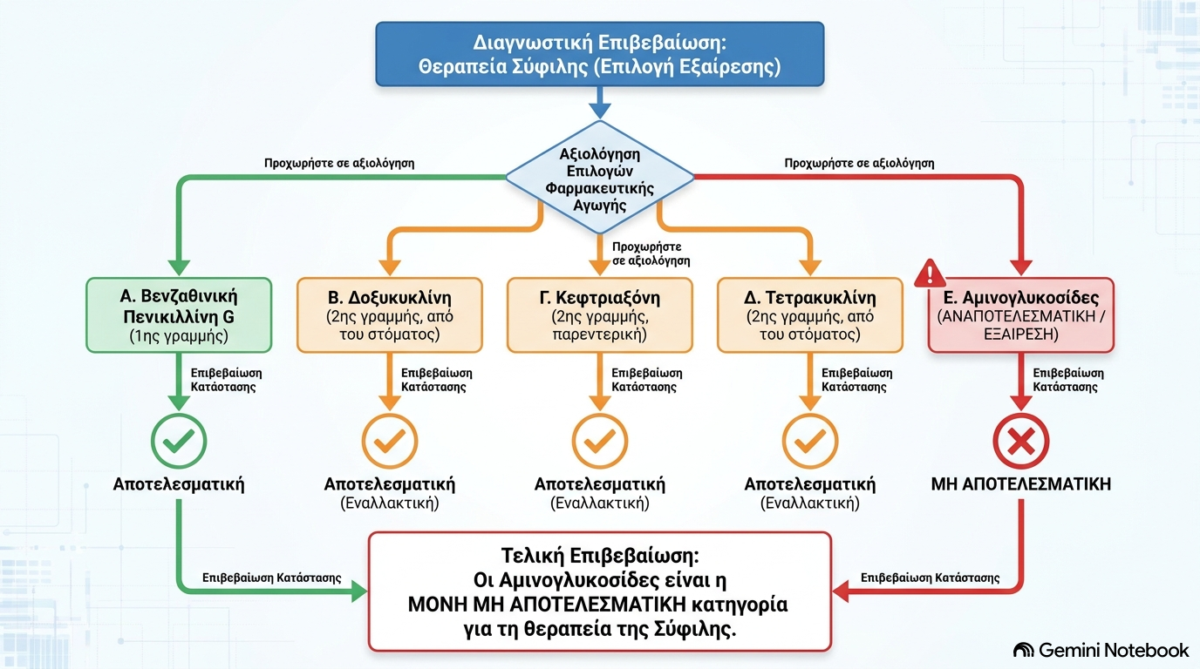 Διαγνωστική Επιβεβαίωση:
Θεραπεία Σύφιλης (Επιλογή Εξαίρεσης)
Αξιολόγηση
Επιλογών
Φαρμακευτικής
Αγωγής
Προχωρήστε σε αξιολόγηση
Προχωρήστε σε αξιολόγηση
Προχωρήστε
σε αξιολόγηση
Α. Βενζαθινική
Πενικιλλίνη G
(1ης γραμμής)
Β. Δοξυκυκλίνη
(2ης γραμμής, από
του στόματος)
Γ. Κεφτριαξόνη
(2ης γραμμής,
παρεντερική)
Δ. Τετρακυκλίνη
(2ης γραμμής, από
του στόματος)
Ε. Αμινογλυκοσίδες
(ΑΝΑΠΟΤΕΛΕΣΜΑΤΙΚΗ /
ΕΞΑΙΡΕΣΗ)
Επιβεβαίωση
Κατάστασης
Επιβεβαίωση
Κατάστασης
Επιβεβαίωση
Κατάστασης
Επιβεβαίωση
Κατάστασης
Επιβεβαίωση
Κατάστασης
Αποτελεσματική
Αποτελεσματική
(Εναλλακτική)
Αποτελεσματική
(Εναλλακτική)
Αποτελεσματική
(Εναλλακτική)
ΜΗ ΑΠΟΤΕΛΕΣΜΑΤΙΚΗ
Επιβεβαίωση Κατάστασης
Επιβεβαίωση Κατάστασης
Τελική Επιβεβαίωση:
Οι Αμινογλυκοσίδες είναι η
ΜΟΝΗ ΜΗ ΑΠΟΤΕΛΕΣΜΑΤΙΚΗ κατηγορία
για τη θεραπεία της Σύφιλης.
Gemini Notebook